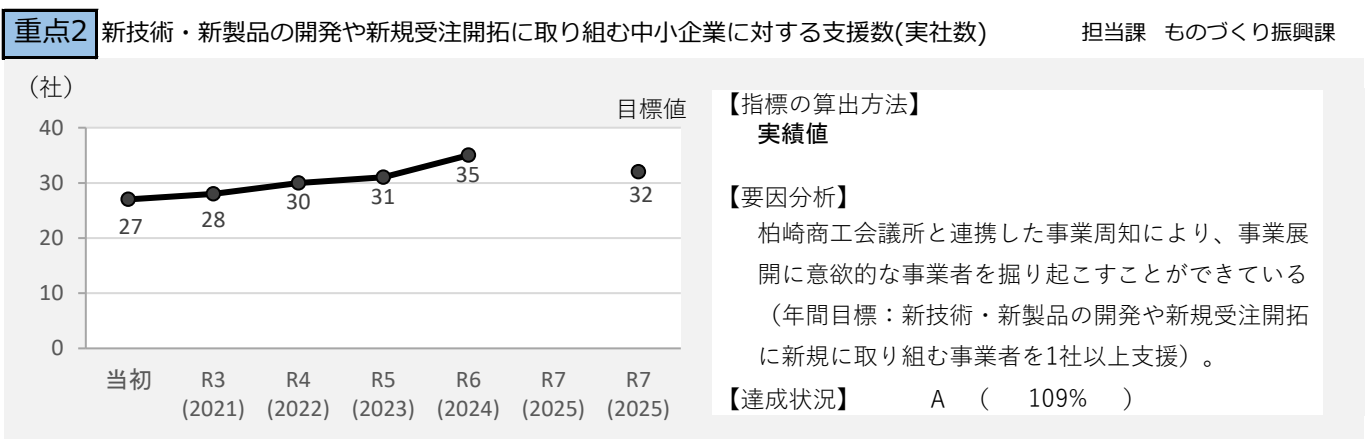 重点2 新技術・新製品の開発や新規受注開拓に取り組む中小企業に対する支援数(実社数) 担当課 ものづくり振興課
（社）
目標値
40
30
20
10
0
27
28
30
31
35
32
当初 R3 R4 R5 R6 R7 R7
(2021) (2022) (2023) (2024) (2025) (2025)
【指標の算出方法】
実績値
【要因分析】
柏崎商工会議所と連携した事業周知により、事業展
開に意欲的な事業者を掘り起こすことができている
（年間目標：新技術・新製品の開発や新規受注開拓
に新規に取り組む事業者を1社以上支援）。
【達成状況】 A （ 109% ）